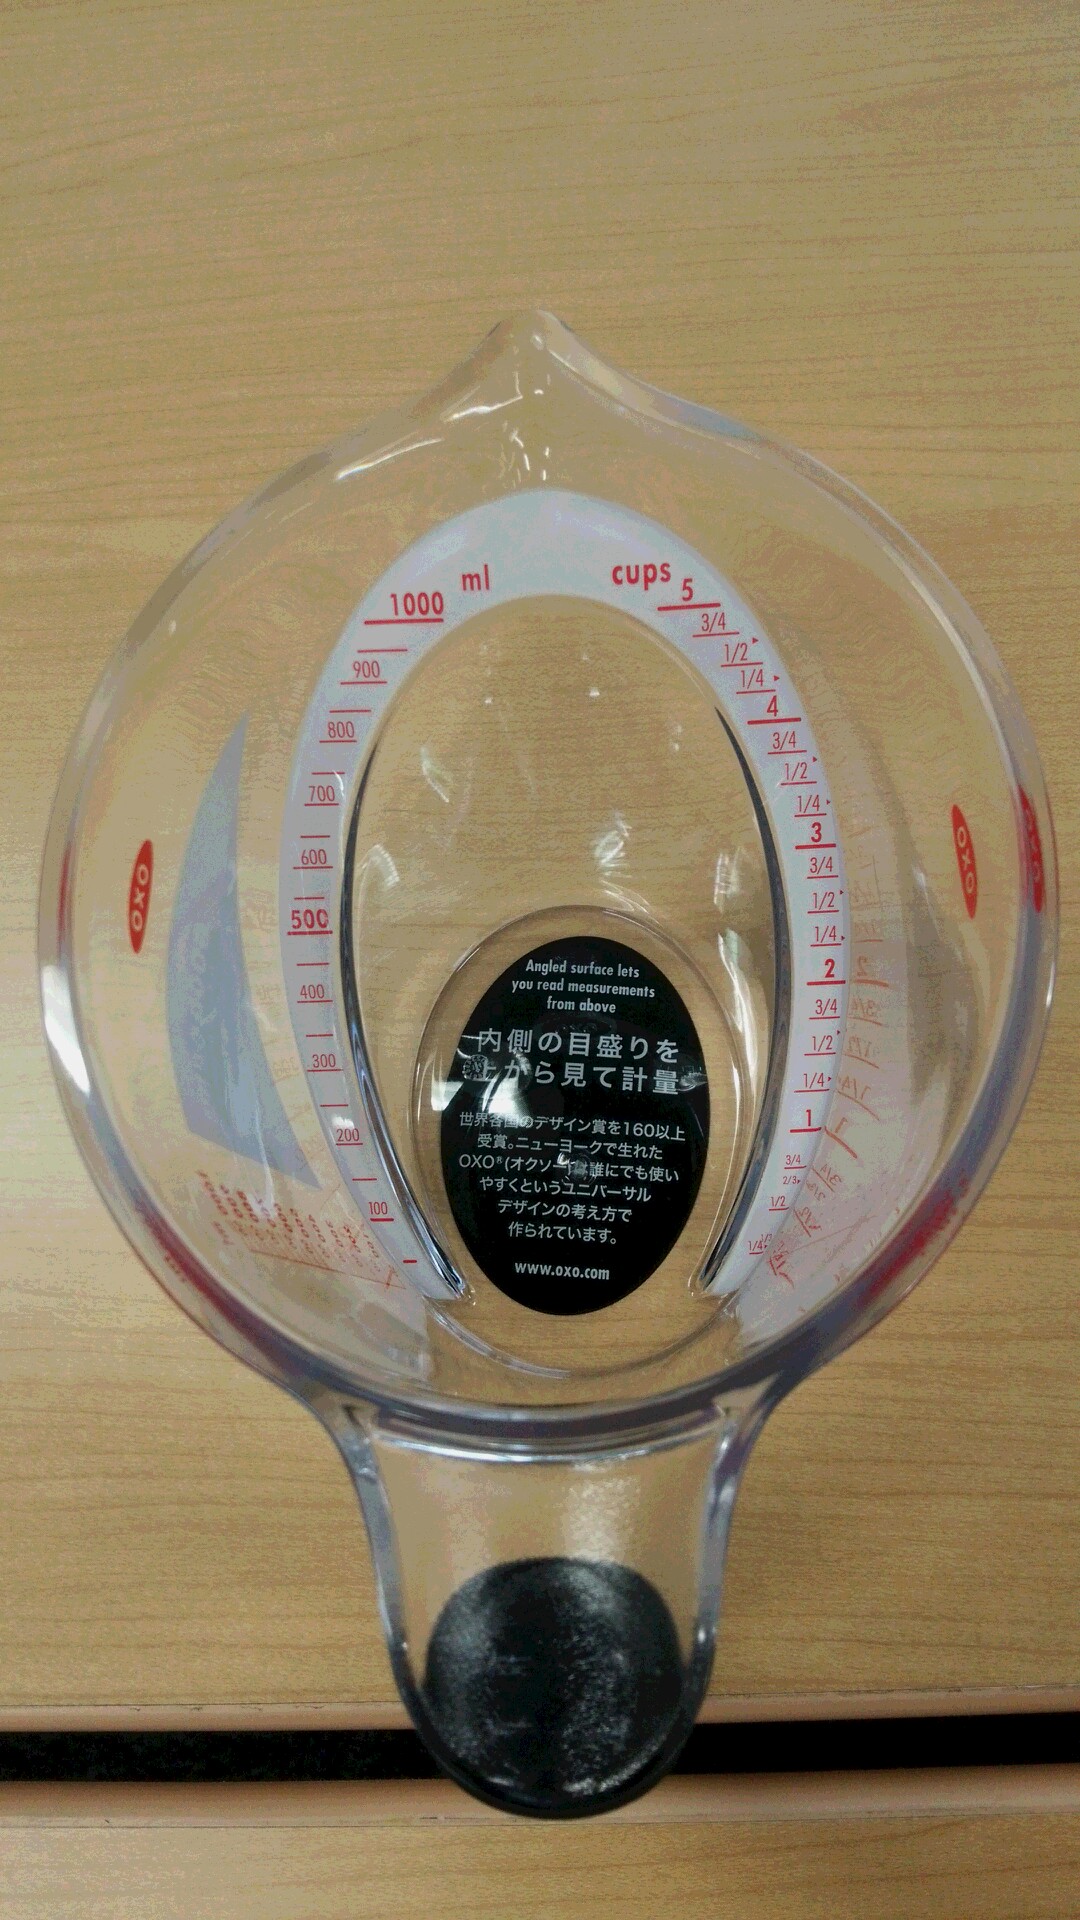 ml
1000
900
800
700
600
500
400
300
200
100
cups
5
3/4
1/2
1/4
4
3/4
1/2
1/4
3
3/4
1/2
1/4
2
3/4
1/2
1/4
1
3/4
2/3
1/2
1/3
1/4
OXO
OXO
OXO
Angled surface lets
you read measurements
from above
内側の目盛りを
上から見て計量
世界各国のデザイン賞を160以上
受賞。ニューヨークで生れた
OXO®(オクソー)は誰にでも使い
やすくというユニバーサル
デザインの考え方で
作られています。
www.oxo.com